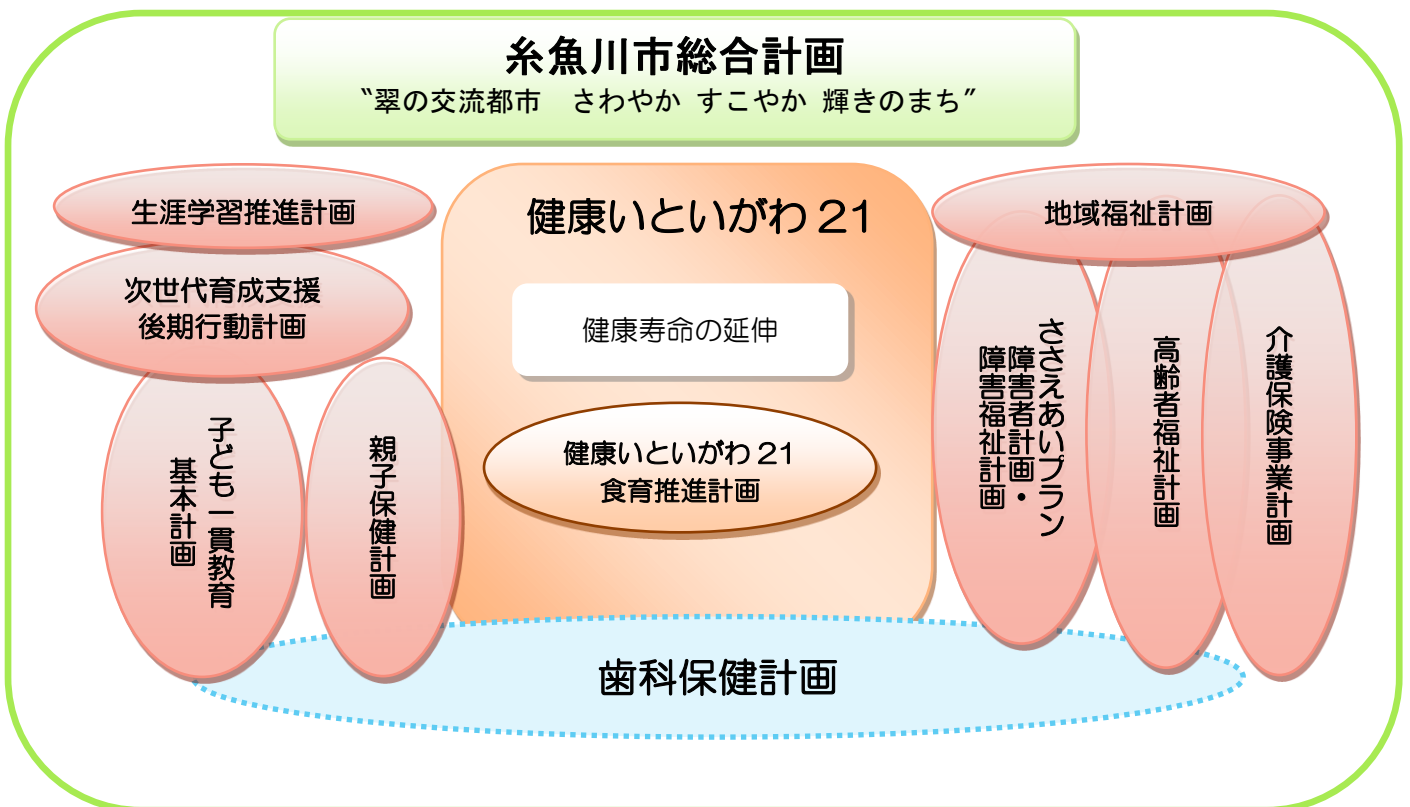 糸魚川市総合計画
〝翠の交流都市　さわやか すこやか 輝きのまち〟
生涯学習推進計画
次世代育成支援
後期行動計画
子ども一貫教育
基本計画
親子保健計画
健康いといがわ 21
健康寿命の延伸
健康いといがわ 21
食育推進計画
地域福祉計画
ささえあいプラン
障害者計画・
障害福祉計画
高齢者福祉計画
介護保険事業計画
歯科保健計画